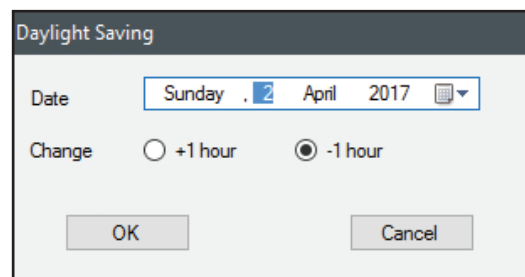 Daylight Saving
Date Sunday , 2 April 2017
Change +1 hour -1 hour
OK Cancel